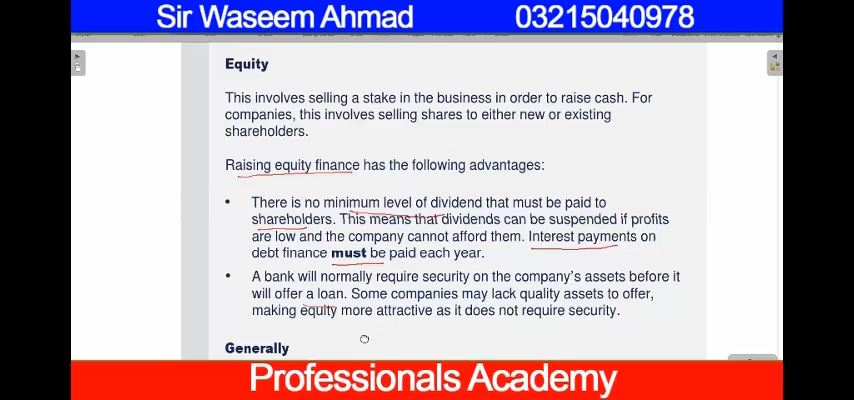 Sir Waseem Ahmad 03215040978
Equity
This involves selling a stake in the business in order to raise cash. For
companies, this involves selling shares to either new or existing
shareholders.
Raising equity finance has the following advantages:
• There is no minimum level of dividend that must be paid to
shareholders. This means that dividends can be suspended if profits
are low and the company cannot afford them. Interest payments on
debt finance must be paid each year.
• A bank will normally require security on the company's assets before it
will offer a loan. Some companies may lack quality assets to offer,
making equity more attractive as it does not require security.
Generally
Professionals Academy